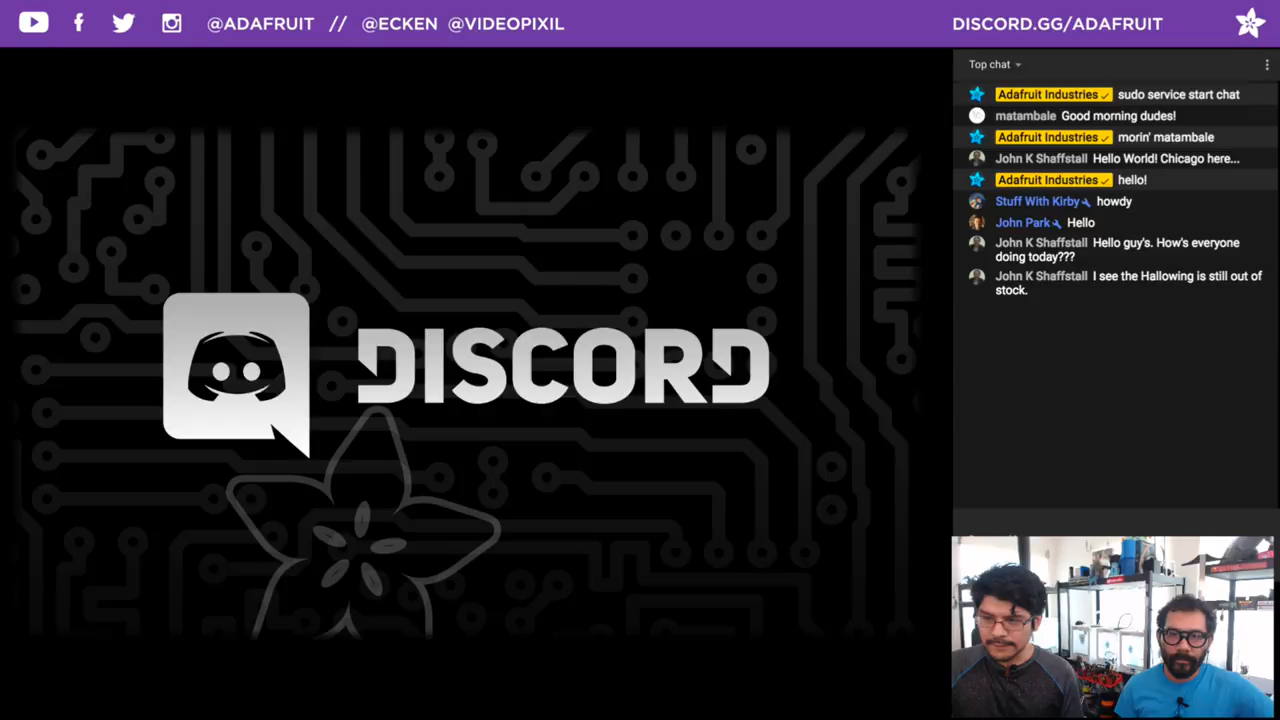 @ADAFRUIT // @ECKEN @VIDEOPIXIL
DISCORD.GG/ADAFRUIT
Top chat
Adafruit Industries sudo service start chat
matambale Good morning dudes!
Adafruit Industries morin' matambale
John K Shaffstall Hello World! Chicago here...
Adafruit Industries hello!
Stuff With Kirby howdy
John Park Hello
John K Shaffstall Hello guy's. How's everyone
doing today???
John K Shaffstall I see the Hallowing is still out of
stock.
DISCORD